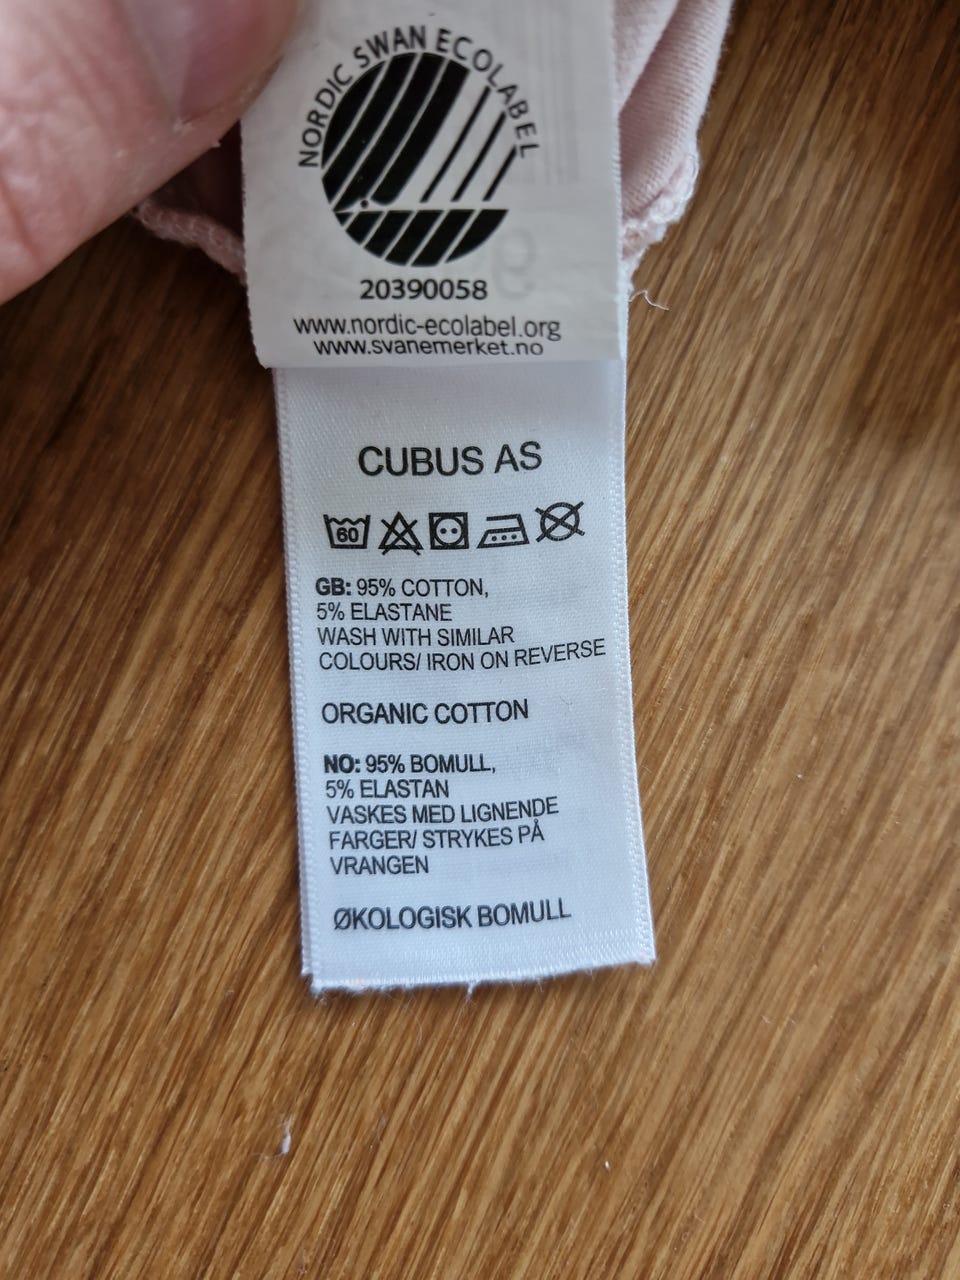 NORDIC SWAN ECOLABEL
20390058
www.nordic-ecolabel.org
www.svanemerket.no
CUBUS AS
60
GB: 95% COTTON,
5% ELASTANE
WASH WITH SIMILAR
COLOURS/ IRON ON REVERSE
ORGANIC COTTON
NO: 95% BOMULL,
5% ELASTAN
VASKES MED LIGNENDE
FARGER/ STRYKES PÅ
VRANGEN
ØKOLOGISK BOMULL